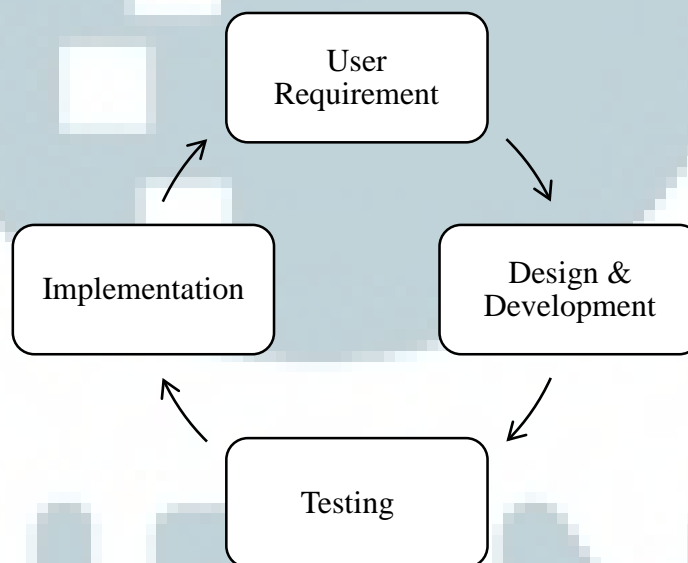 User
Requirement
Implementation
Design &
Development
Testing